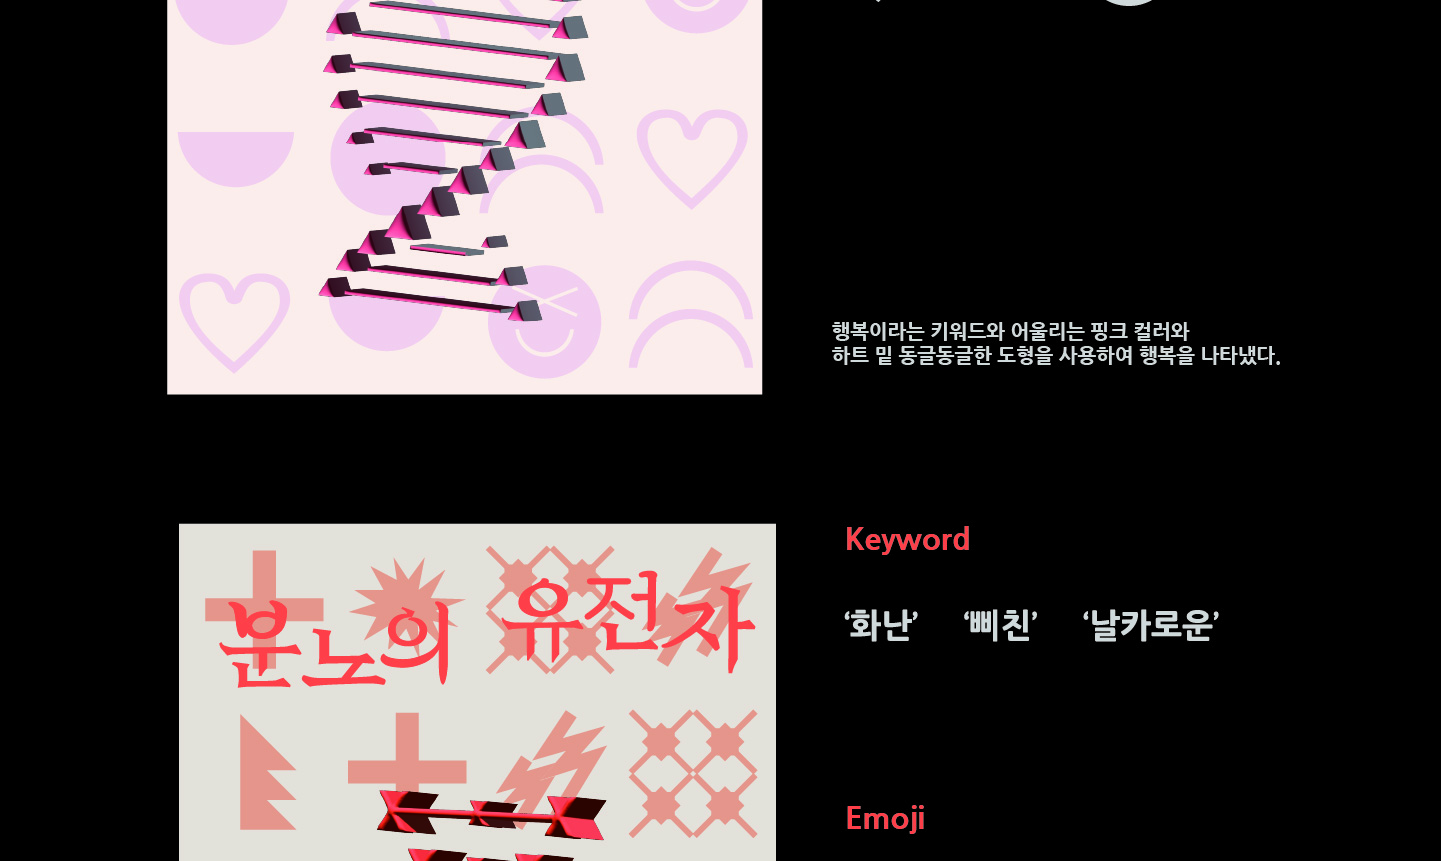 행복이라는 키워드와 어울리는 핑크 컬러와
하트 밑 동글동글한 도형을 사용하여 행복을 나타냈다.
분노의 유전자
Keyword
‘화난’ ‘삐친’ ‘날카로운’
Emoji